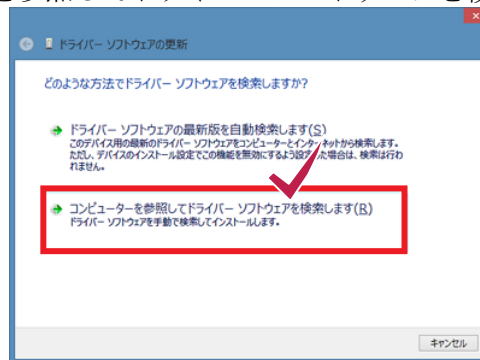 ドライバー ソフトウェアの更新
どのような方法でドライバー ソフトウェアを検索しますか?
ドライバー ソフトウェアの最新版を自動検索します(S)
このデバイス用の最新のドライバー ソフトウェアをコンピューターとインターネットから検索します。
ただし、デバイスのインストール設定でこの機能を無効にするよう設定した場合は、検索は行わ
れません。
コンピューターを参照してドライバー ソフトウェアを検索します(R)
ドライバー ソフトウェアを手動で検索してインストールします。
キャンセル